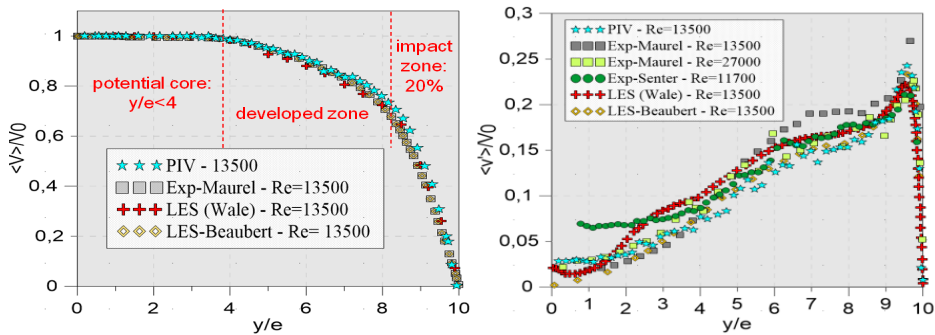 <V>/V0
1
0,8
0,6
0,4
0,2
0
0 2 4 6 8 10
y/e
potential core:
y/e<4
developed zone
impact
zone:
20%
PIV - 13500
Exp-Maurel - Re=13500
LES (Wale) - Re=13500
LES-Beaubert - Re= 13500
<v>/V0
0,3
0,25
0,2
0,15
0,1
0,05
0
0 1 2 3 4 5 6 7 8 9 10
y/e
PIV - Re=13500
Exp-Maurel - Re=13500
Exp-Maurel - Re=27000
Exp-Senter - Re=11700
LES (Wale) - Re=13500
LES-Beaubert - Re=13500